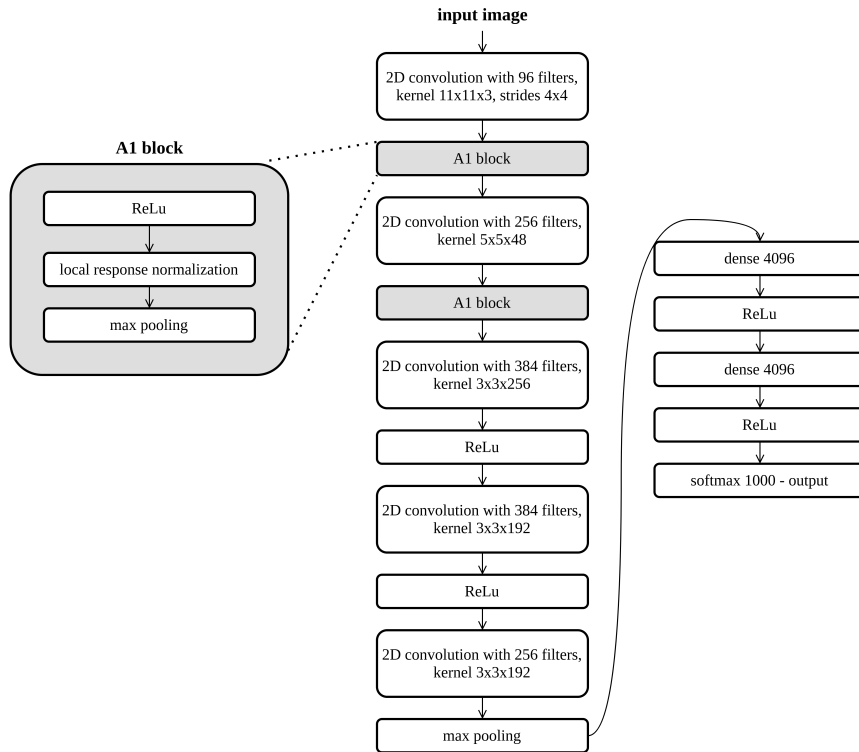 input image
2D convolution with 96 filters,
kernel 11x11x3, strides 4x4
A1 block
A1 block
ReLu
local response normalization
max pooling
2D convolution with 256 filters,
kernel 5x5x48
A1 block
2D convolution with 384 filters,
kernel 3x3x256
ReLu
2D convolution with 384 filters,
kernel 3x3x192
ReLu
2D convolution with 256 filters,
kernel 3x3x192
max pooling
dense 4096
ReLu
dense 4096
ReLu
softmax 1000 - output